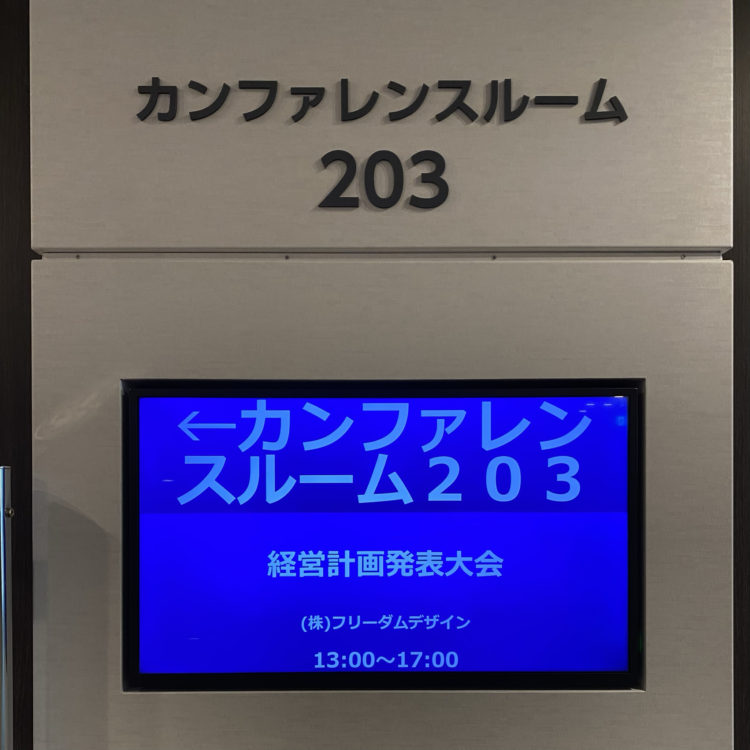 カンファレンスルーム
203
←カンファレン
スルーム２０３
経営計画発表大会
(株)フリーダムデザイン
13:00～17:00